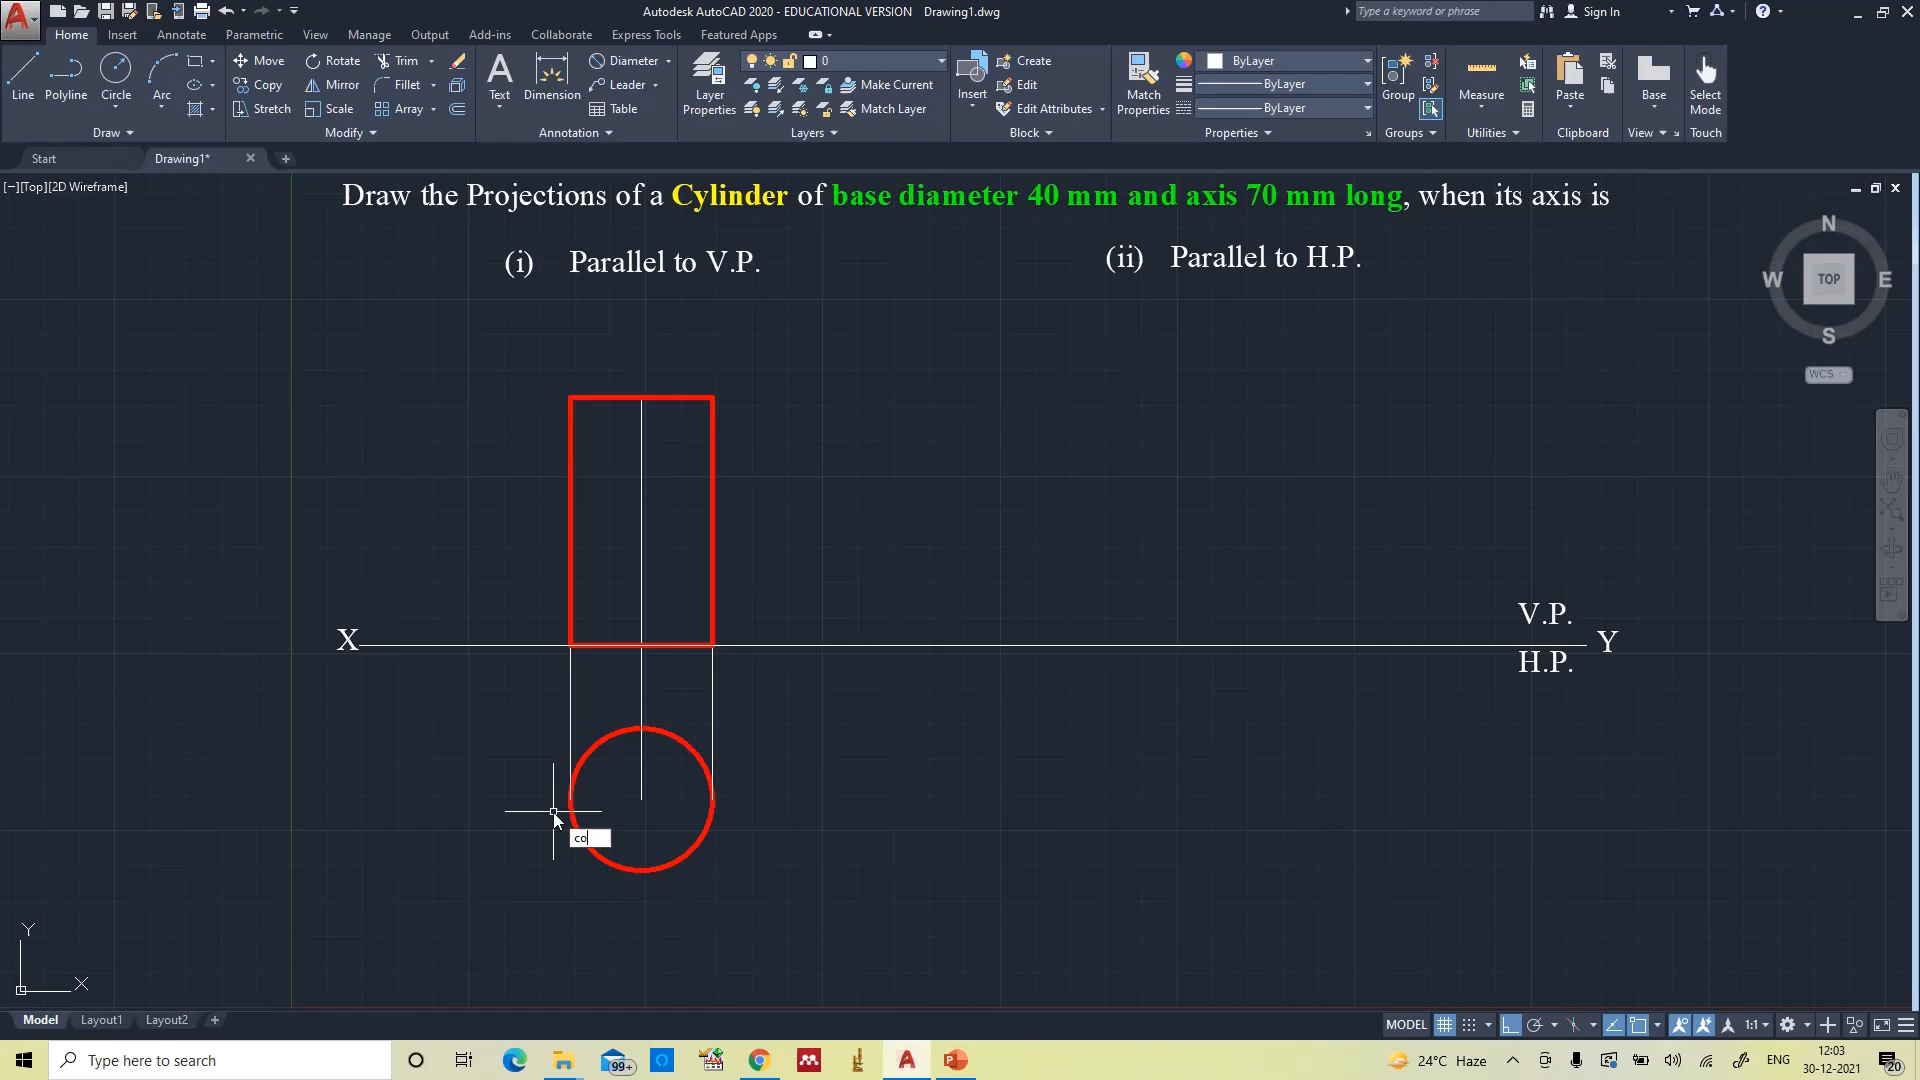 Autodesk AutoCAD 2020 - EDUCATIONAL VERSION Drawing1.dwg
Type a keyword or phrase
Sign In
Home Insert Annotate Parametric View Manage Output Add-ins Collaborate Express Tools Featured Apps
Line
Polyline
Circle
Arc
Draw
Move
Rotate
Trim
Copy
Mirror
Fillet
Stretch
Scale
Array
Modify
Text
Dimension
Diameter
Leader
Table
Annotation
Layer
Properties
0
Make Current
Match Layer
Layers
Insert
Create
Edit
Edit Attributes
Block
Match
Properties
ByLayer
ByLayer
ByLayer
Properties
Group
Groups
Measure
Utilities
Paste
Clipboard
Base
View
Select
Mode
Touch
Start
Drawing1*
[−][Top][2D Wireframe]
Draw the Projections of a Cylinder of base diameter 40 mm and axis 70 mm long, when its axis is
(i) Parallel to V.P.
(ii) Parallel to H.P.
N
W
TOP
E
S
WCS
V.P.
X
Y
H.P.
co
Y
X
Model Layout1 Layout2
MODEL
1:1
Type here to search
99+
24°C Haze
ENG
12:03
30-12-2021
20